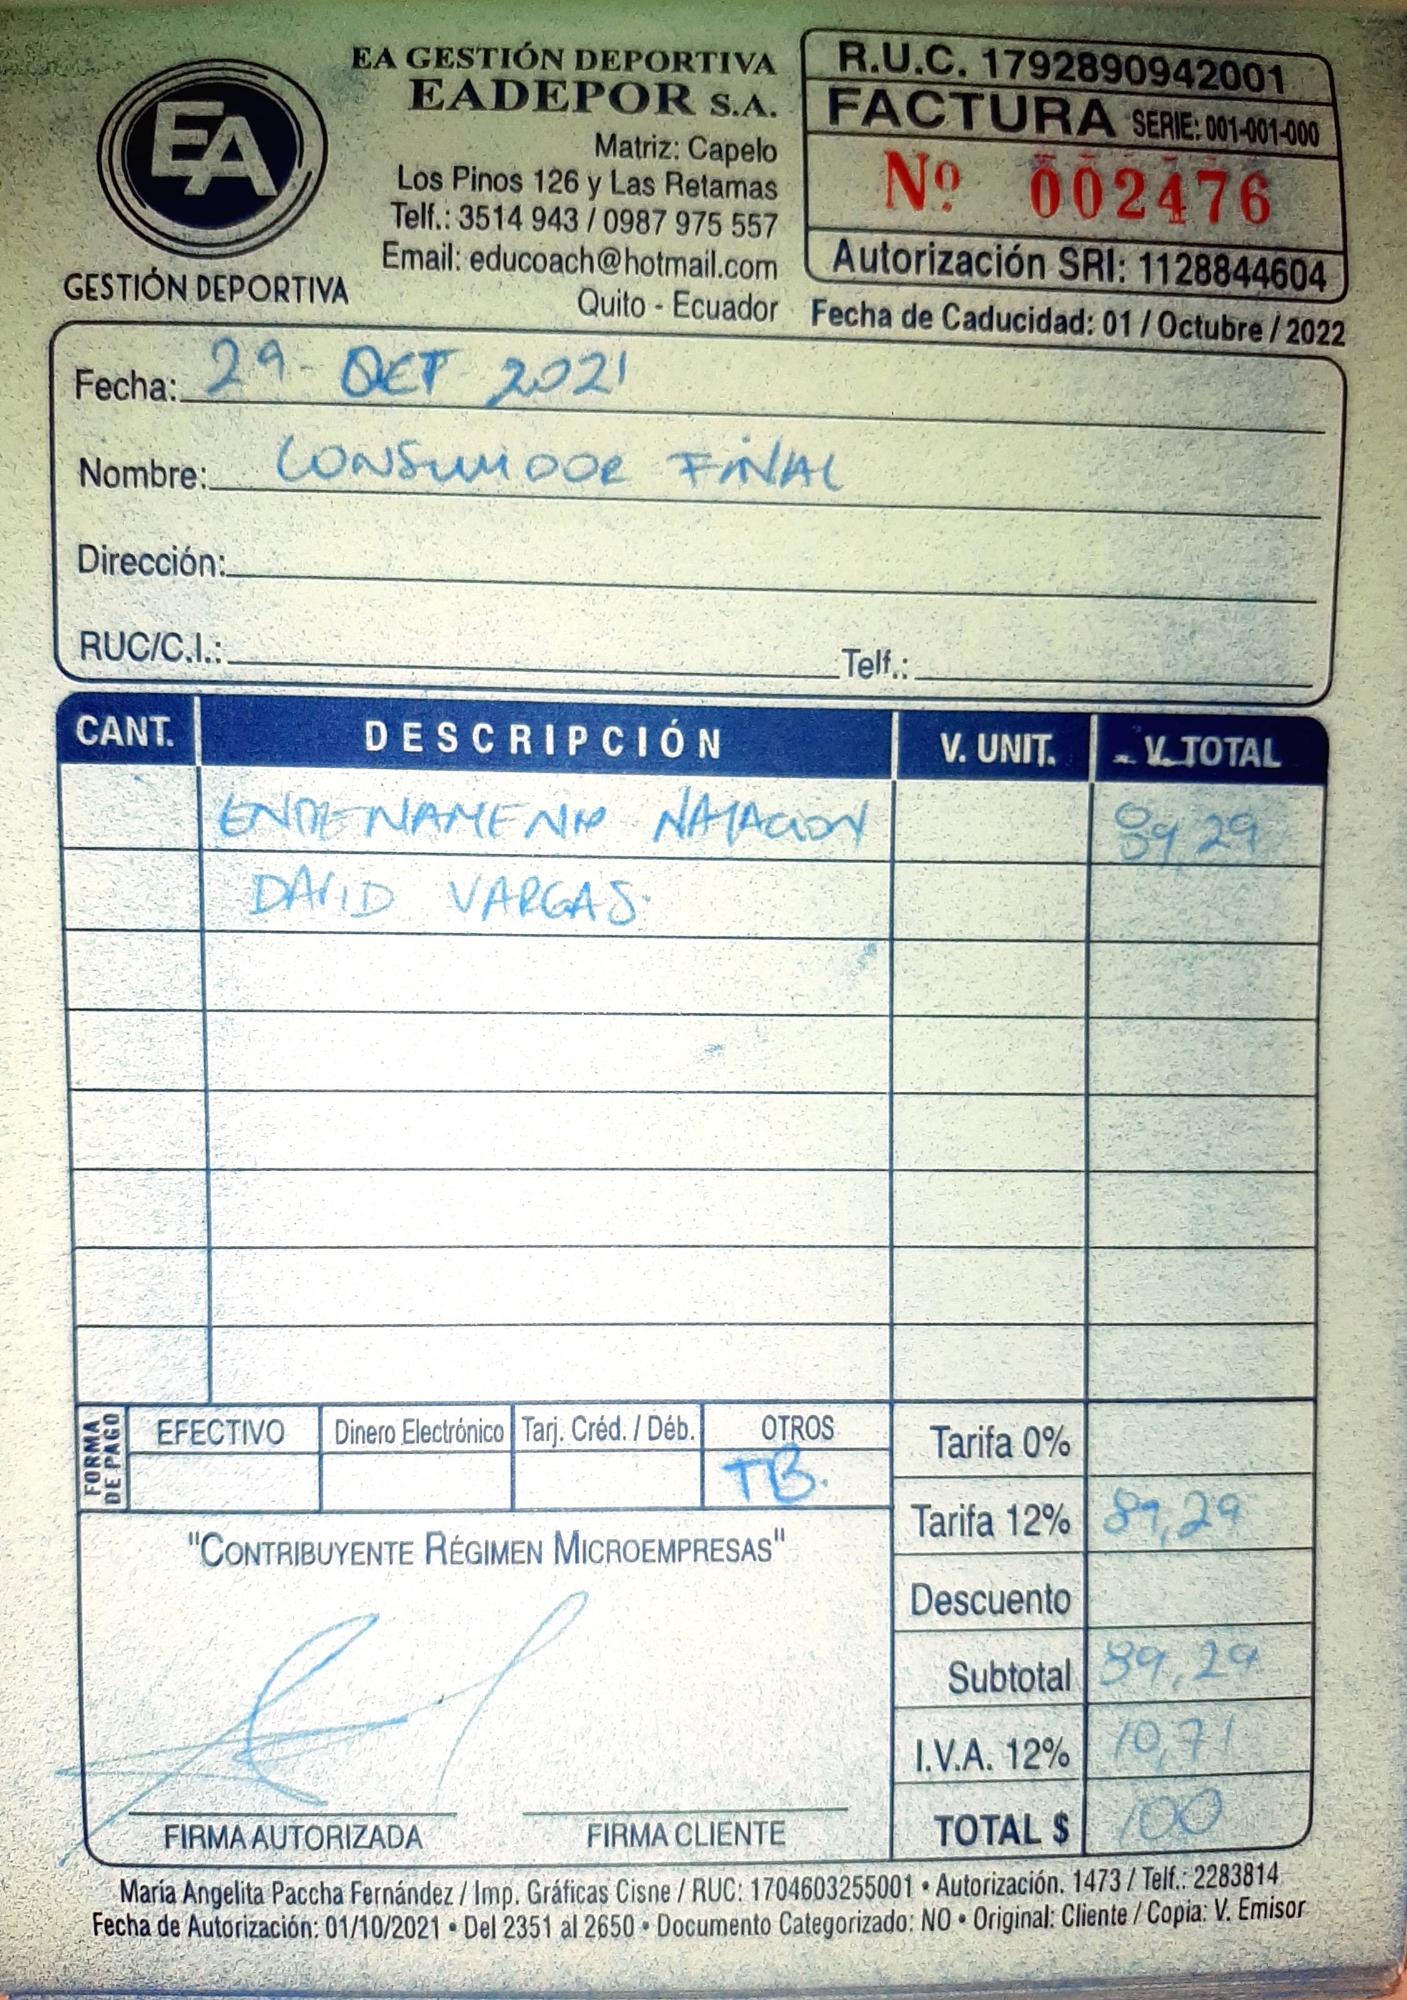 EA
GESTIÓN DEPORTIVA
EA GESTIÓN DEPORTIVA
EADEPOR S.A.
Matriz: Capelo
Los Pinos 126 y Las Retamas
Telf.: 3514 943 / 0987 975 557
Email: educoach@hotmail.com
Quito - Ecuador
R.U.C. 1792890942001
FACTURA SERIE: 001-001-000
Nº 002476
Autorización SRI: 1128844604
Fecha de Caducidad: 01 / Octubre / 2022
Fecha: 29- OCT 2021
Nombre: CONSUMIDOR FINAL
Dirección:
RUC/C.I.: Telf.:
CANT. DESCRIPCIÓN V. UNIT. V. TOTAL
NATACION 89,29
DAVID VARGAS.
FORMA DE PAGO
EFECTIVO Dinero Electrónico Tarj. Créd. / Déb. OTROS
TB.
Tarifa 0%
Tarifa 12% 89,29
Descuento
Subtotal 89,29
I.V.A. 12% 10,71
TOTAL $ 100
"CONTRIBUYENTE RÉGIMEN MICROEMPRESAS"
FIRMA AUTORIZADA FIRMA CLIENTE
María Angelita Paccha Fernández / Imp. Gráficas Cisne / RUC: 1704603255001 • Autorización. 1473 / Telf.: 2283814
Fecha de Autorización: 01/10/2021 • Del 2351 al 2650 • Documento Categorizado: NO • Original: Cliente / Copia: V. Emisor